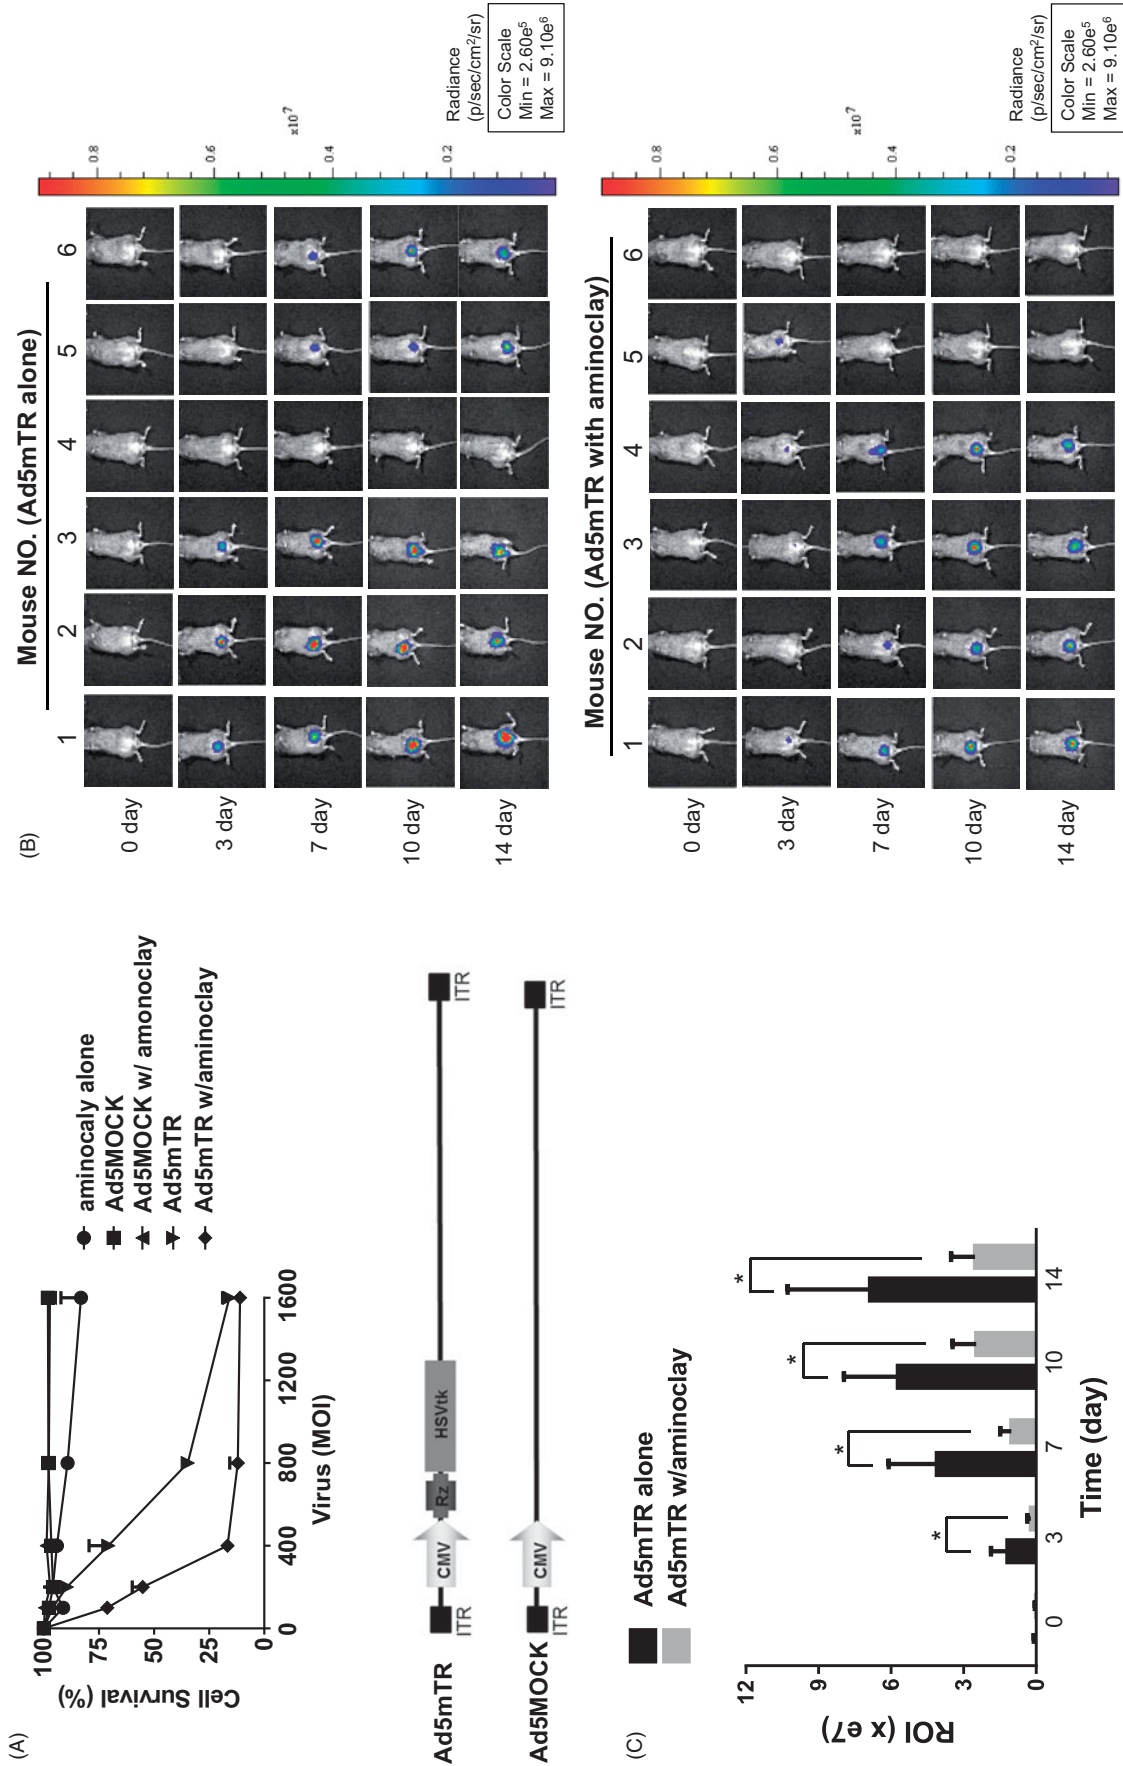 (A)
Cell Survival (%)
100
75
50
25
0
0
400
800
1200
1600
Virus (MOI)
aminocaly alone
Ad5MOCK
Ad5MOCK w/ amonoclay
Ad5mTR
Ad5mTR w/aminoclay
Ad5mTR
ITR
CMV
Rz
HSVtk
ITR
Ad5MOCK
ITR
CMV
ITR
(B)
Mouse NO. (Ad5mTR alone)
1 2 3 4 5 6
0 day
3 day
7 day
10 day
14 day
0.8
0.6
x10⁷
0.4
0.2
Radiance
(p/sec/cm²/sr)
Color Scale
Min = 2.60e⁵
Max = 9.10e⁶
Mouse NO. (Ad5mTR with aminoclay)
1 2 3 4 5 6
0 day
3 day
7 day
10 day
14 day
0.8
0.6
x10⁷
0.4
0.2
Radiance
(p/sec/cm²/sr)
Color Scale
Min = 2.60e⁵
Max = 9.10e⁶
(C)
Ad5mTR alone
Ad5mTR w/aminoclay
ROI (x e7)
12
9
6
3
0
* * * *
0 3 7 10 14
Time (day)